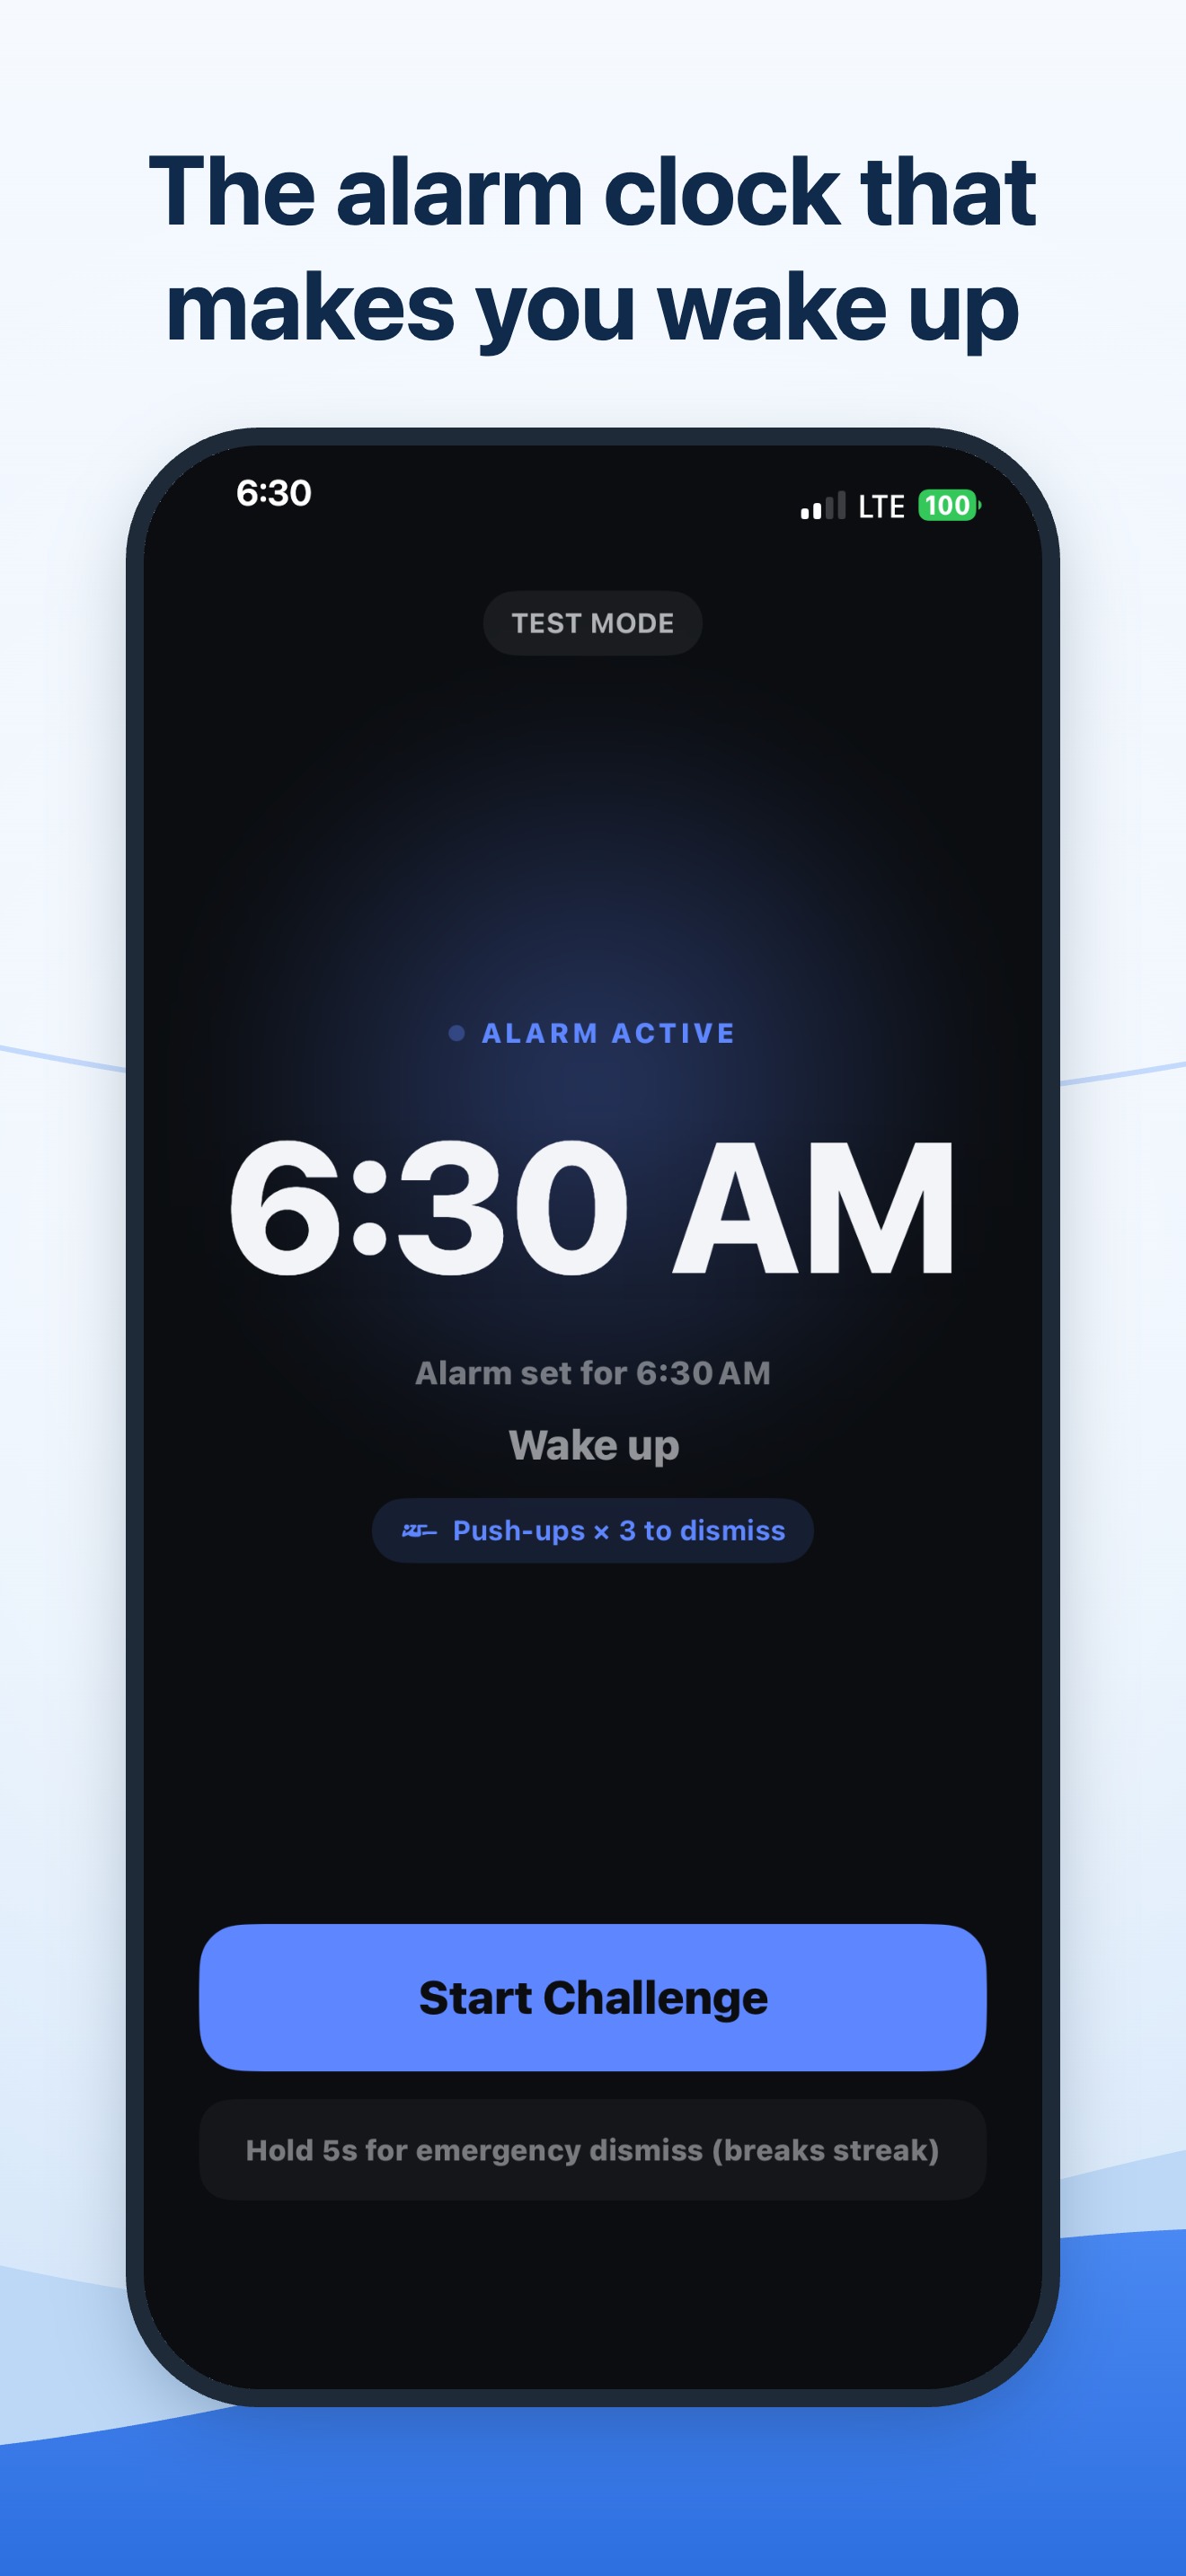 The alarm clock that
makes you wake up
6:30
LTE 100
TEST MODE
ALARM ACTIVE
6:30 AM
Alarm set for 6:30 AM
Wake up
Push-ups × 3 to dismiss
Start Challenge
Hold 5s for emergency dismiss (breaks streak)